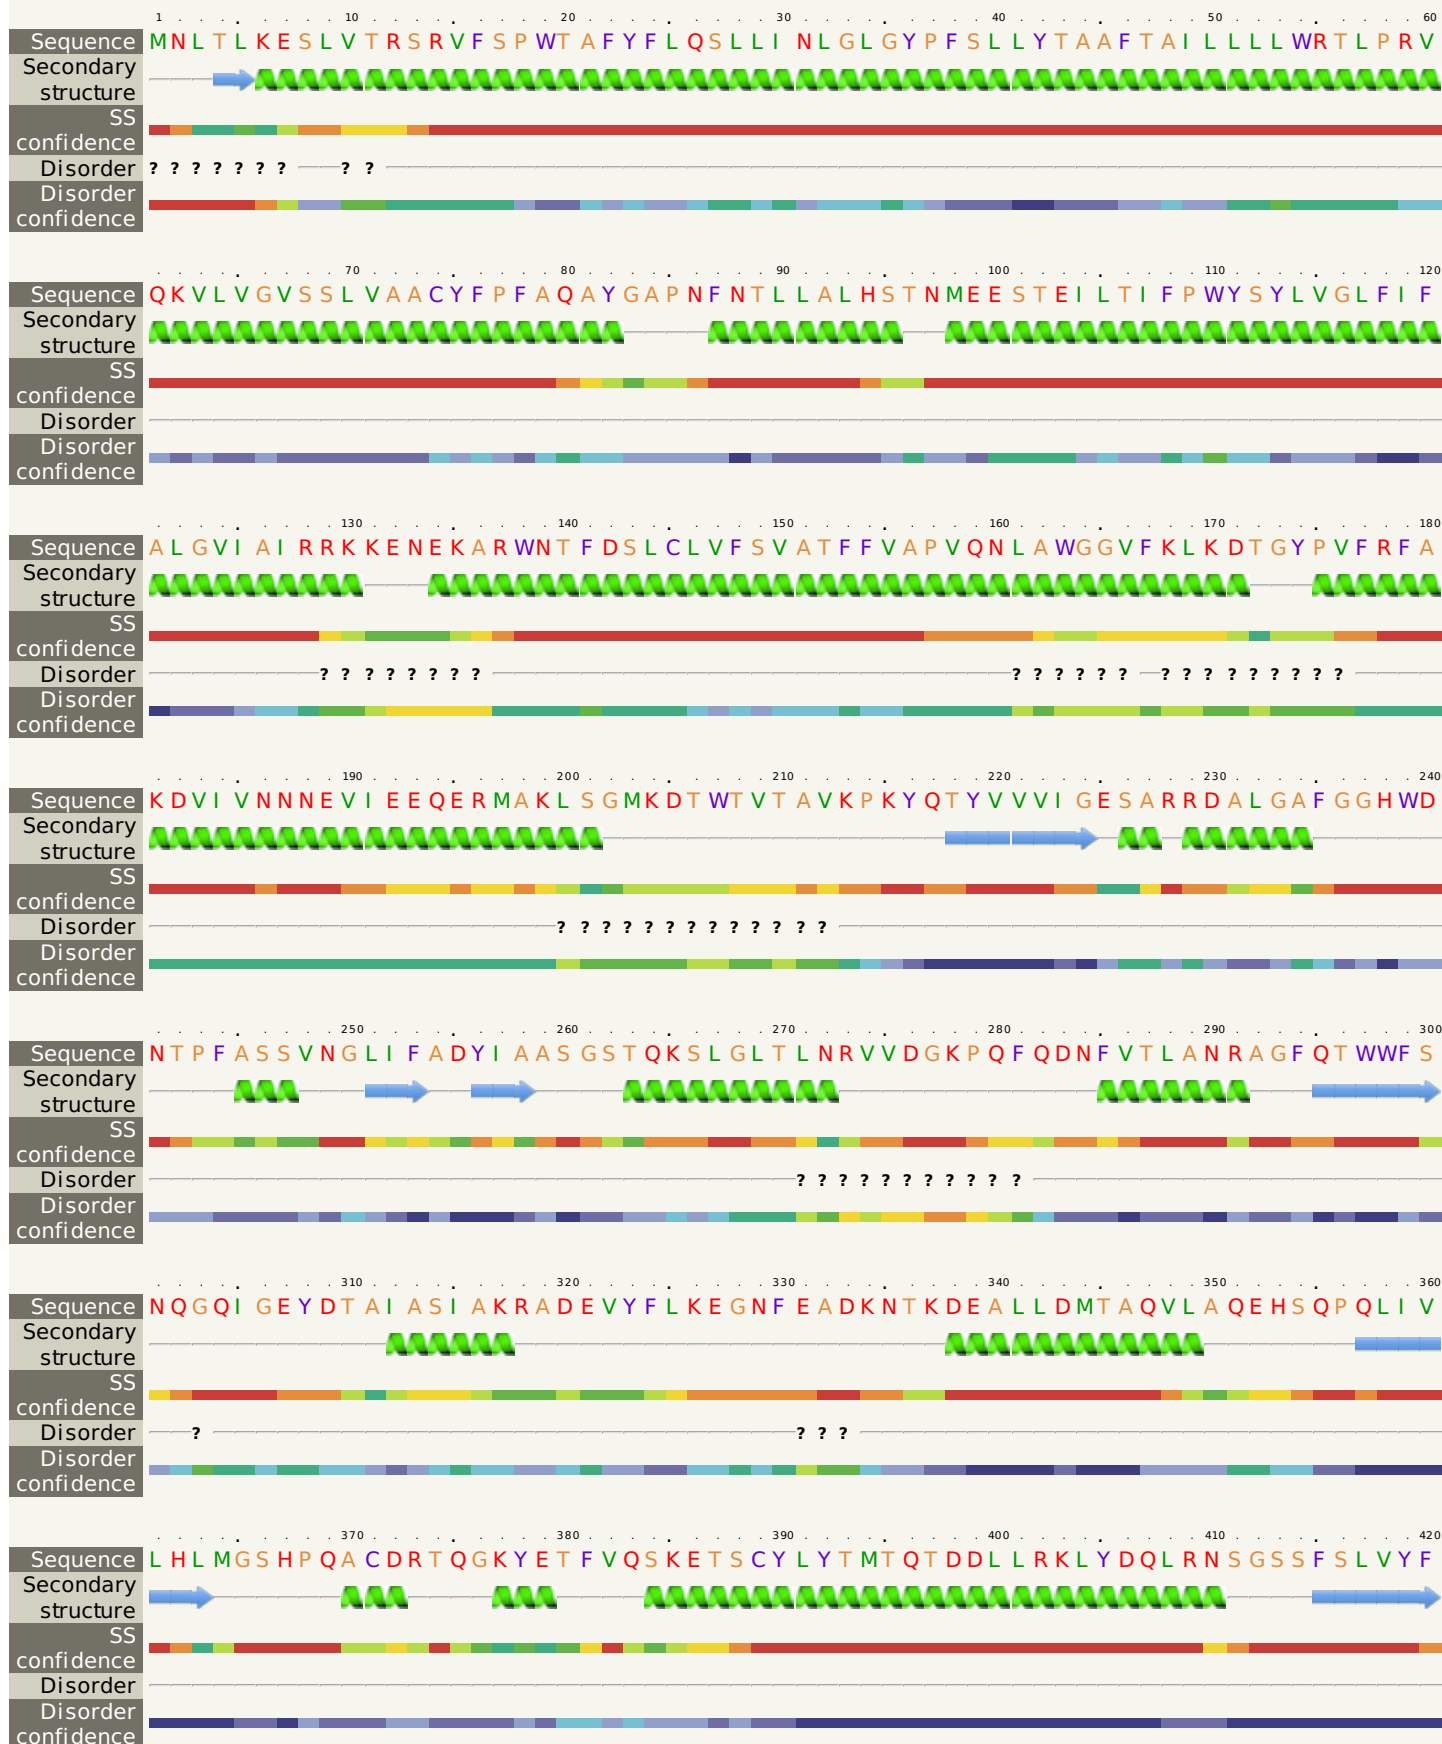 1 10 20 30 40 50 60
Sequence MNLTLKESLVTRSRVFSPWTAFYFLQSLLINLGLGYPFSLLYTAAFTAILLLLWRTLPRV
Secondary
structure
SS
confidence
Disorder ? ? ? ? ? ? ? ? ?
Disorder
confidence
70 80 90 100 110 120
Sequence QKVLVGVSSLVAACYFPFAQAYGAPNFNTLLALHSTNMEESTEILTIFPWYSYLVGLFIF
Secondary
structure
SS
confidence
Disorder
Disorder
confidence
130 140 150 160 170 180
Sequence ALGVIAIRRKKENEKARWNTFDSLCLVFSVATFFVAPVQNLAWGGVFKLKDTGYPVFRFA
Secondary
structure
SS
confidence
Disorder ? ? ? ? ? ? ? ? ? ? ? ? ? ? ? ? ? ? ? ? ? ? ?
Disorder
confidence
190 200 210 220 230 240
Sequence KDVIVNNNEVIEEQERMAKLSGMKDTWTVTAVKPKYQTYVVVIGESARRDALGAFGGHWD
Secondary
structure
SS
confidence
Disorder ? ? ? ? ? ? ? ? ? ? ? ? ?
Disorder
confidence
250 260 270 280 290 300
Sequence NTPFASSVNGLIFADYIAASGSTQKSLGLTLNRVVDGKPQFQDNFVTLANRAGFQTWWFS
Secondary
structure
SS
confidence
Disorder ? ? ? ? ? ? ? ? ? ? ?
Disorder
confidence
310 320 330 340 350 360
Sequence NQGQIGEYDTAIASIAKRADEVYFLKEGNFEADKNTKDEALLDMTAQVLAQEHSQPQLIV
Secondary
structure
SS
confidence
Disorder ? ? ? ?
Disorder
confidence
370 380 390 400 410 420
Sequence LHLMGSHPQACDRTQGKYETFVQSKETSCYLYTMTQTDDLLRKLYDQLRNSGSSFSLVYF
Secondary
structure
SS
confidence
Disorder
Disorder
confidence